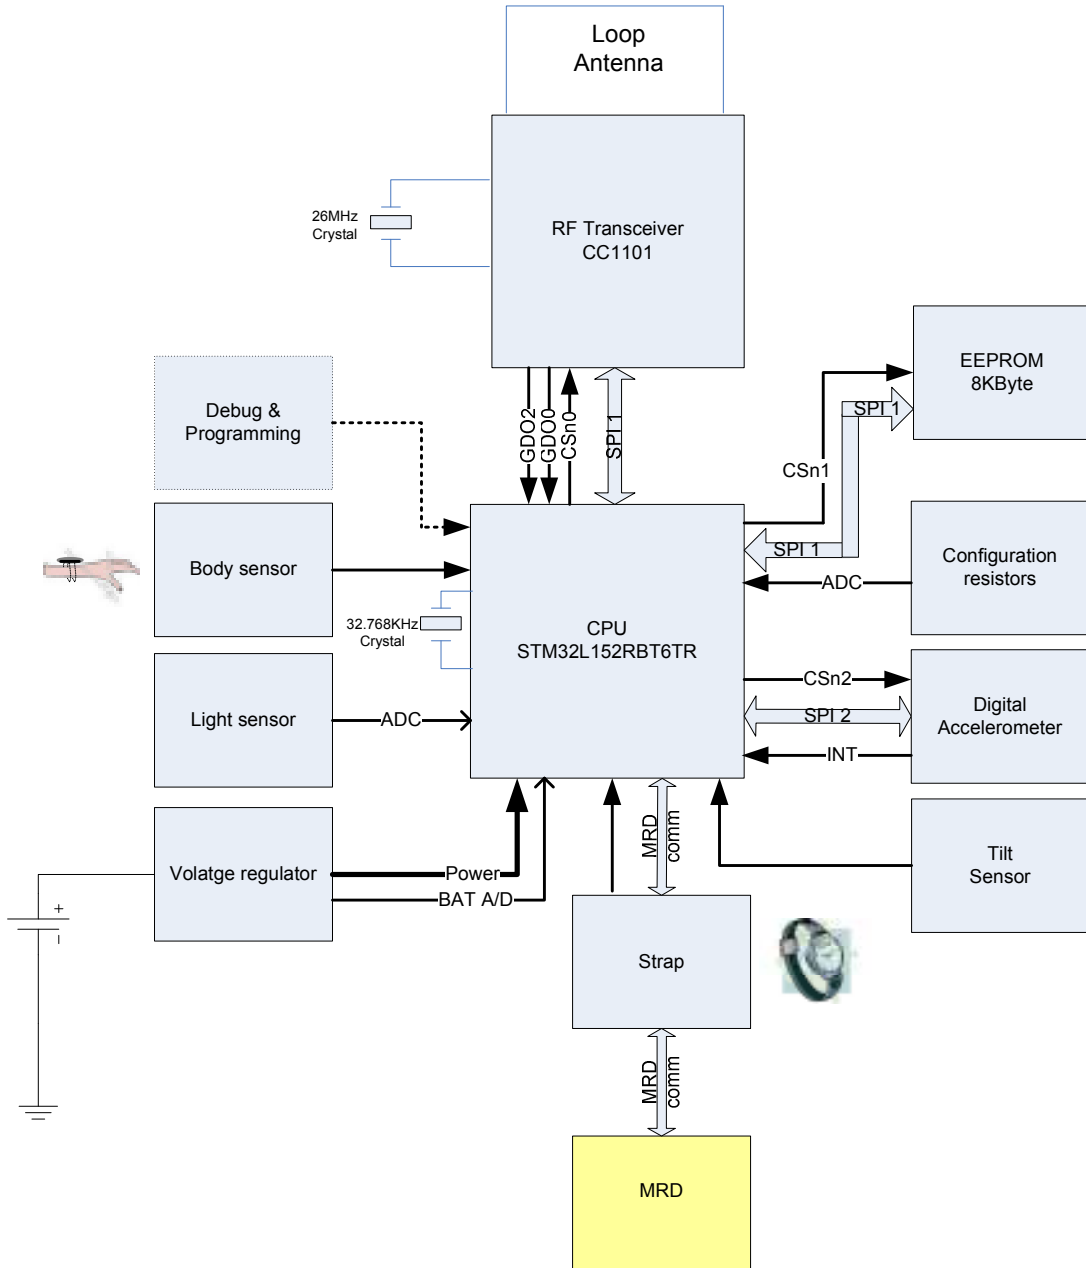 Loop
Antenna
26MHz
Crystal
RF Transceiver
CC1101
EEPROM
8KByte
Debug &
Programming
GDO2
GDO0
CSn0
SPI 1
SPI 1
CSn1
SPI 1
Body sensor
Configuration
resistors
ADC
32.768KHz
Crystal
CPU
STM32L152RBT6TR
Light sensor
ADC
CSn2
SPI 2
INT
Digital
Accelerometer
Volatge regulator
Power
BAT A/D
MRD
comm
Tilt
Sensor
+
–
Strap
MRD
comm
MRD